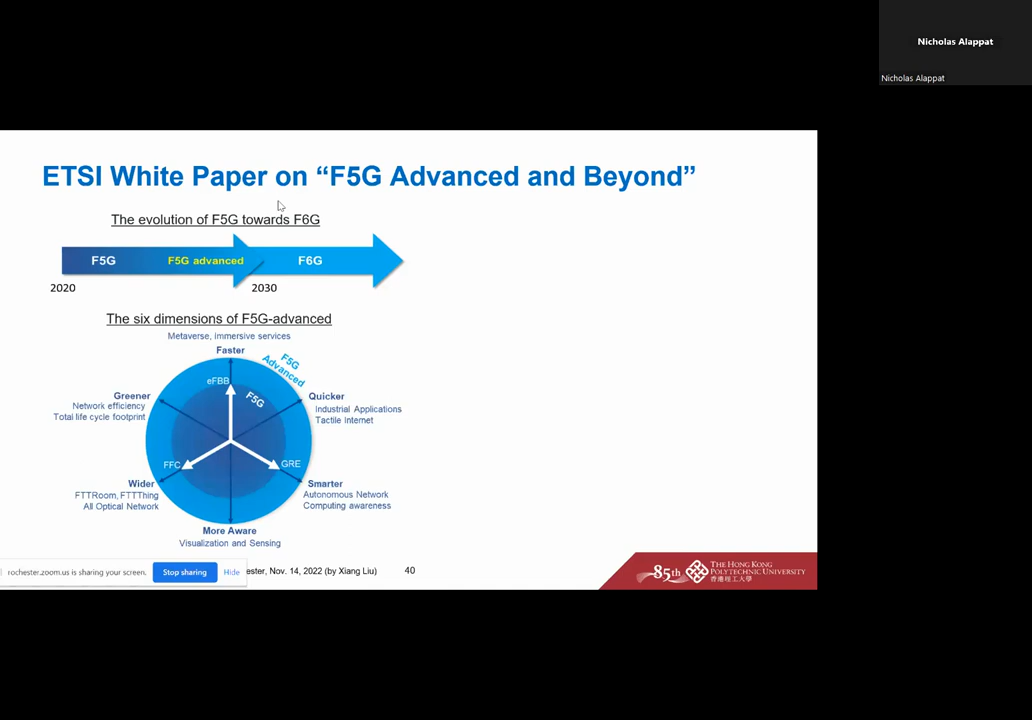 Nicholas Alappat
Nicholas Alappat
ETSI White Paper on “F5G Advanced and Beyond”
The evolution of F5G towards F6G
F5G
F5G advanced
F6G
2020
2030
The six dimensions of F5G-advanced
Metaverse, immersive services
Faster
F5G
Advanced
eFBB
F5G
Greener
Network efficiency
Total life cycle footprint
Quicker
Industrial Applications
Tactile Internet
FFC
GRE
Wider
FTTRoom, FTTThing
All Optical Network
Smarter
Autonomous Network
Computing awareness
More Aware
Visualization and Sensing
rochester.zoom.us is sharing your screen.
Stop sharing
Hide
ester, Nov. 14, 2022 (by Xiang Liu)
40
85th
THE HONG KONG
POLYTECHNIC UNIVERSITY
香港理工大學